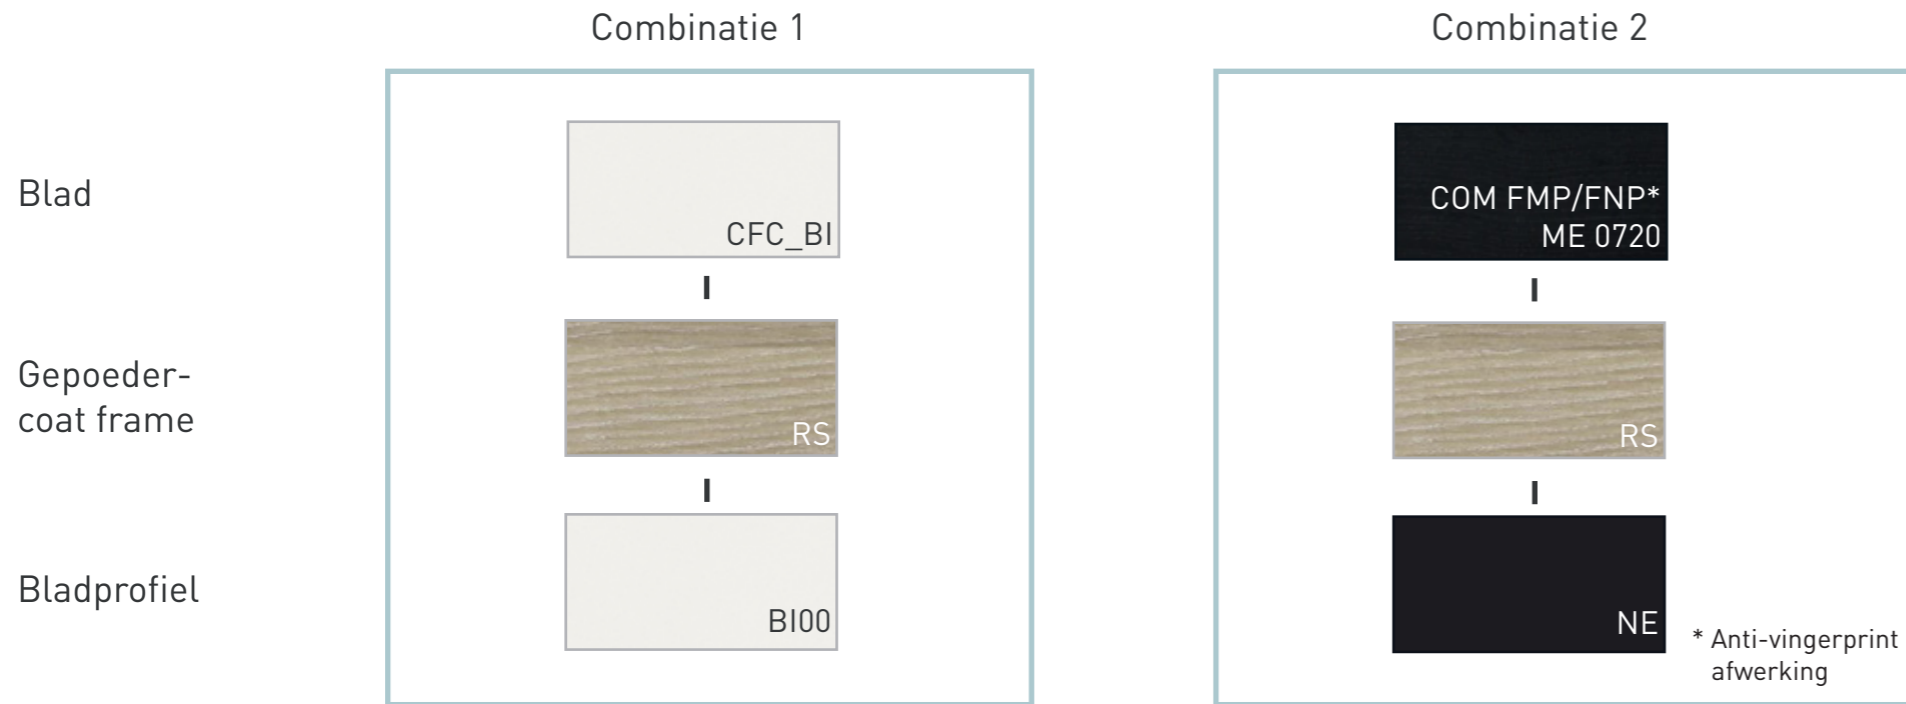 Combinatie 1
Combinatie 2
Blad
CFC_BI
COM FMP/FNP*
ME 0720
Gepoeder-
coat frame
RS
RS
Bladprofiel
BI00
NE
* Anti-vingerprint
afwerking